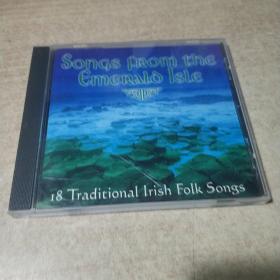 Songs from the
Emerald Isle
18 Traditional Irish Folk Songs